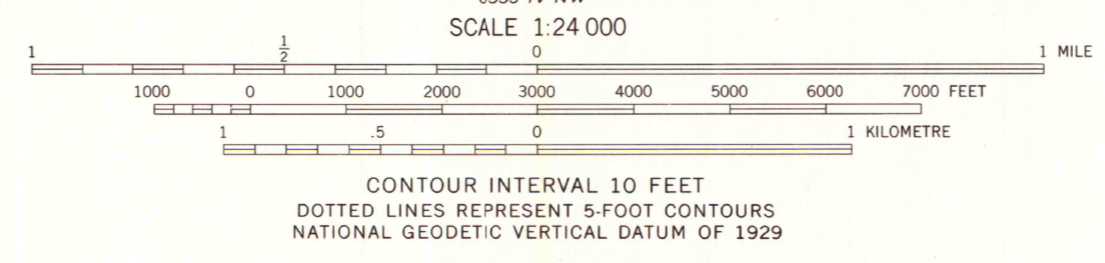 SCALE 1:24 000
1 1/2 0 1 MILE
1000 0 1000 2000 3000 4000 5000 6000 7000 FEET
1 .5 0 1 KILOMETRE
CONTOUR INTERVAL 10 FEET
DOTTED LINES REPRESENT 5-FOOT CONTOURS
NATIONAL GEODETIC VERTICAL DATUM OF 1929